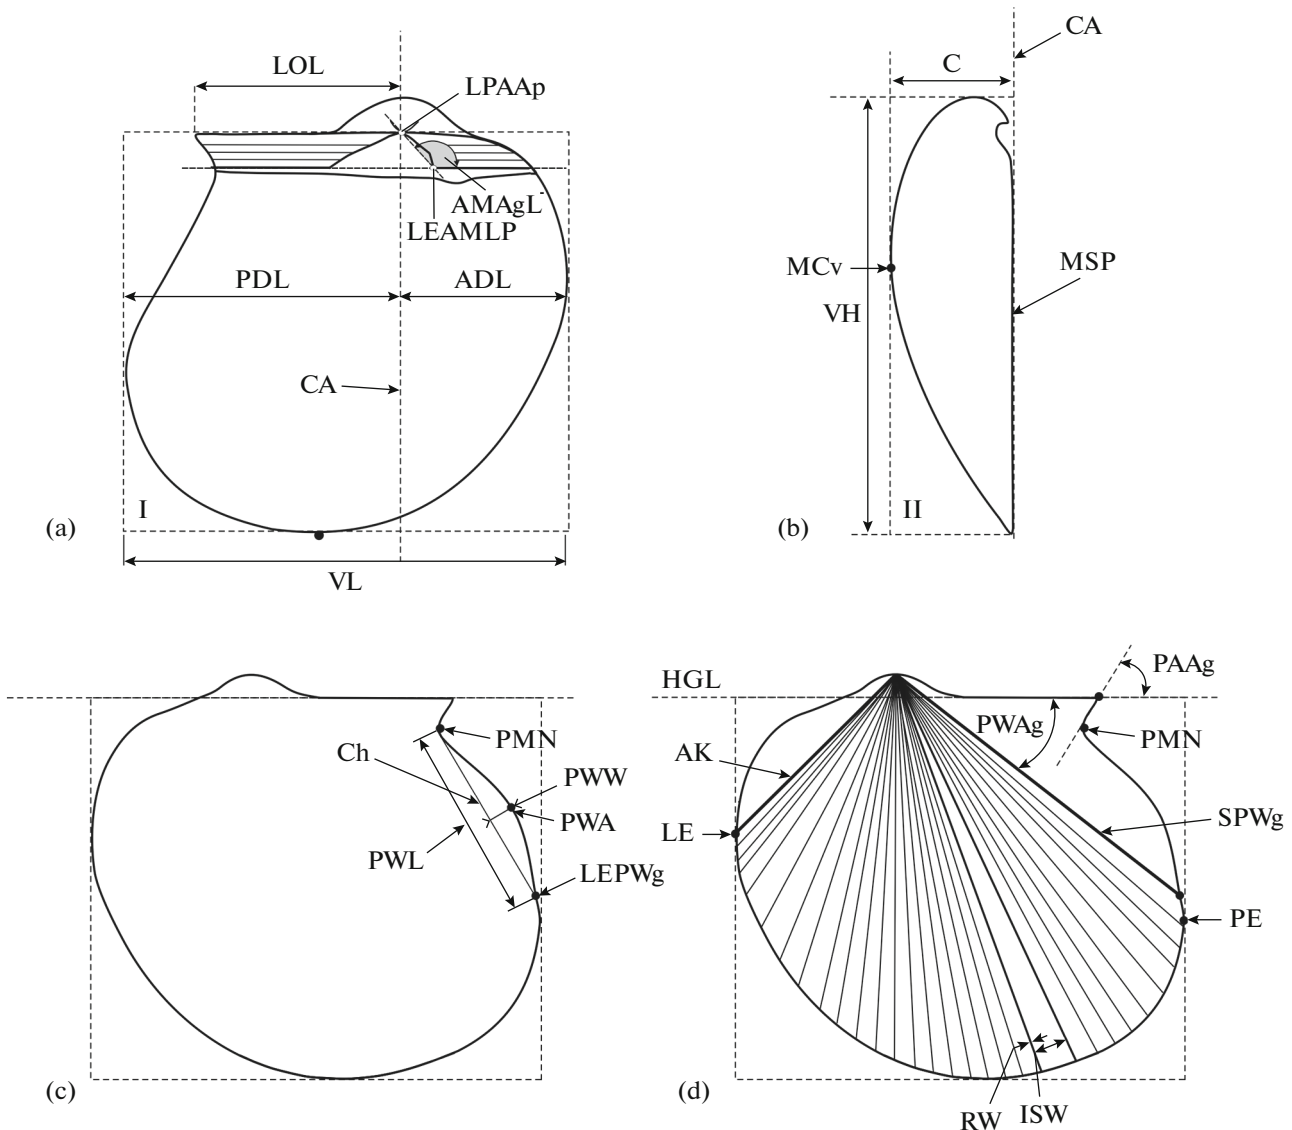 LOL
LPAAp
AMAgL
LEAMLP
PDL
ADL
CA
I
(a)
VL
CA
C
MCv
MSP
VH
II
(b)
PMN
Ch
PWW
PWA
PWL
LEPWg
(c)
HGL
PAAg
PWAg
PMN
AK
LE
SPWg
PE
(d)
RW
ISW